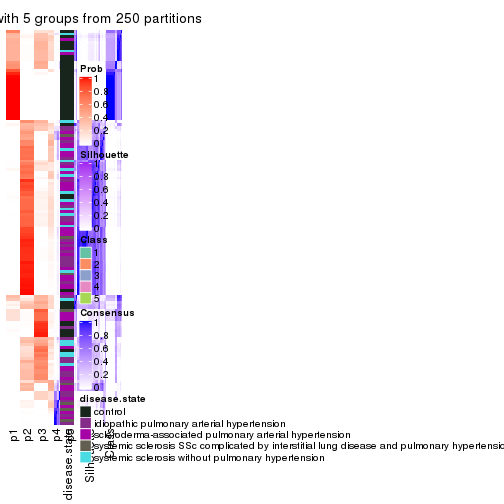 with 5 groups from 250 partitions
Prob
1
0.8
0.6
0.4
0.2
0
Silhouette
1
0.8
0.6
0.4
0.2
0
Class
1
2
3
4
5
Consensus
1
0.8
0.6
0.4
0.2
0
disease.state
control
idiopathic pulmonary arterial hypertension
scleroderma-associated pulmonary arterial hypertension
systemic sclerosis SSc complicated by interstitial lung disease and pulmonary hypertension
systemic sclerosis without pulmonary hypertension
p1
p2
p3
p4
disease.state
Class